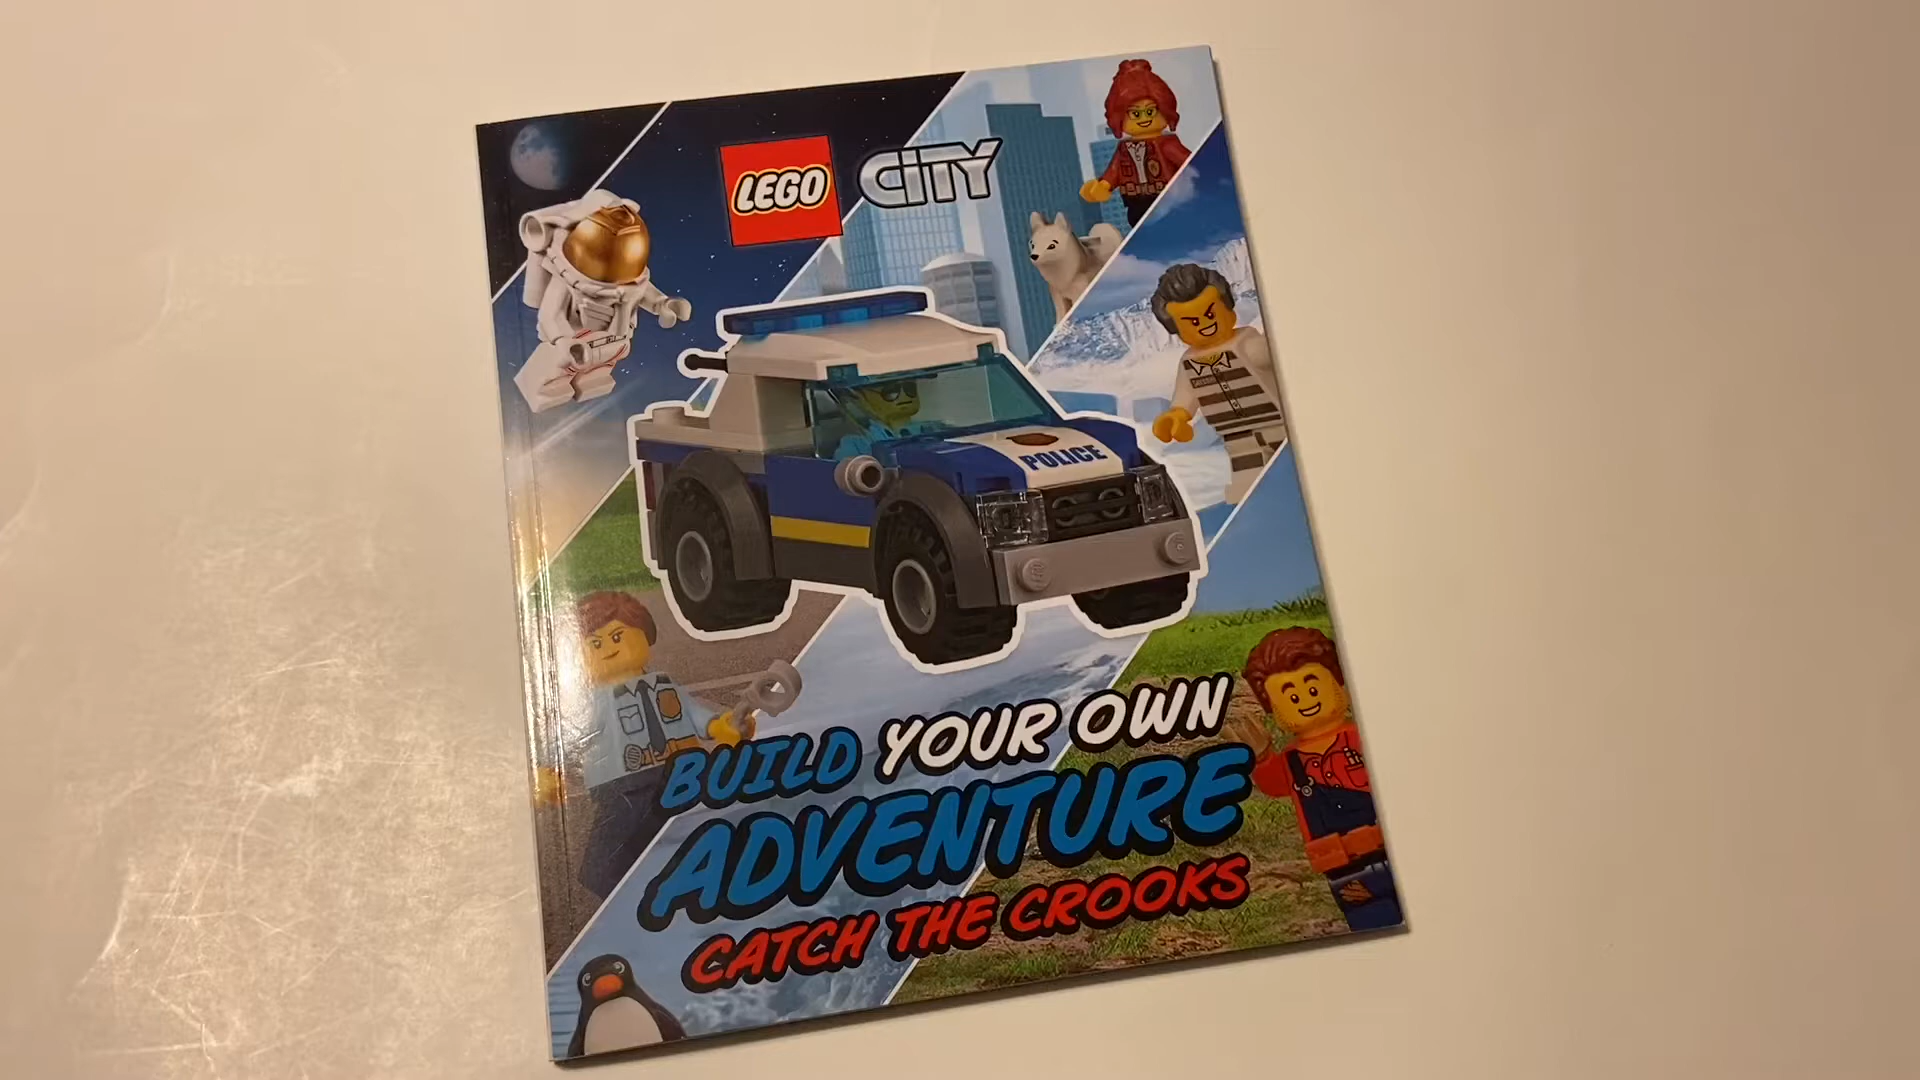 LEGO CITY
POLICE
BUILD YOUR OWN
ADVENTURE
CATCH THE CROOKS